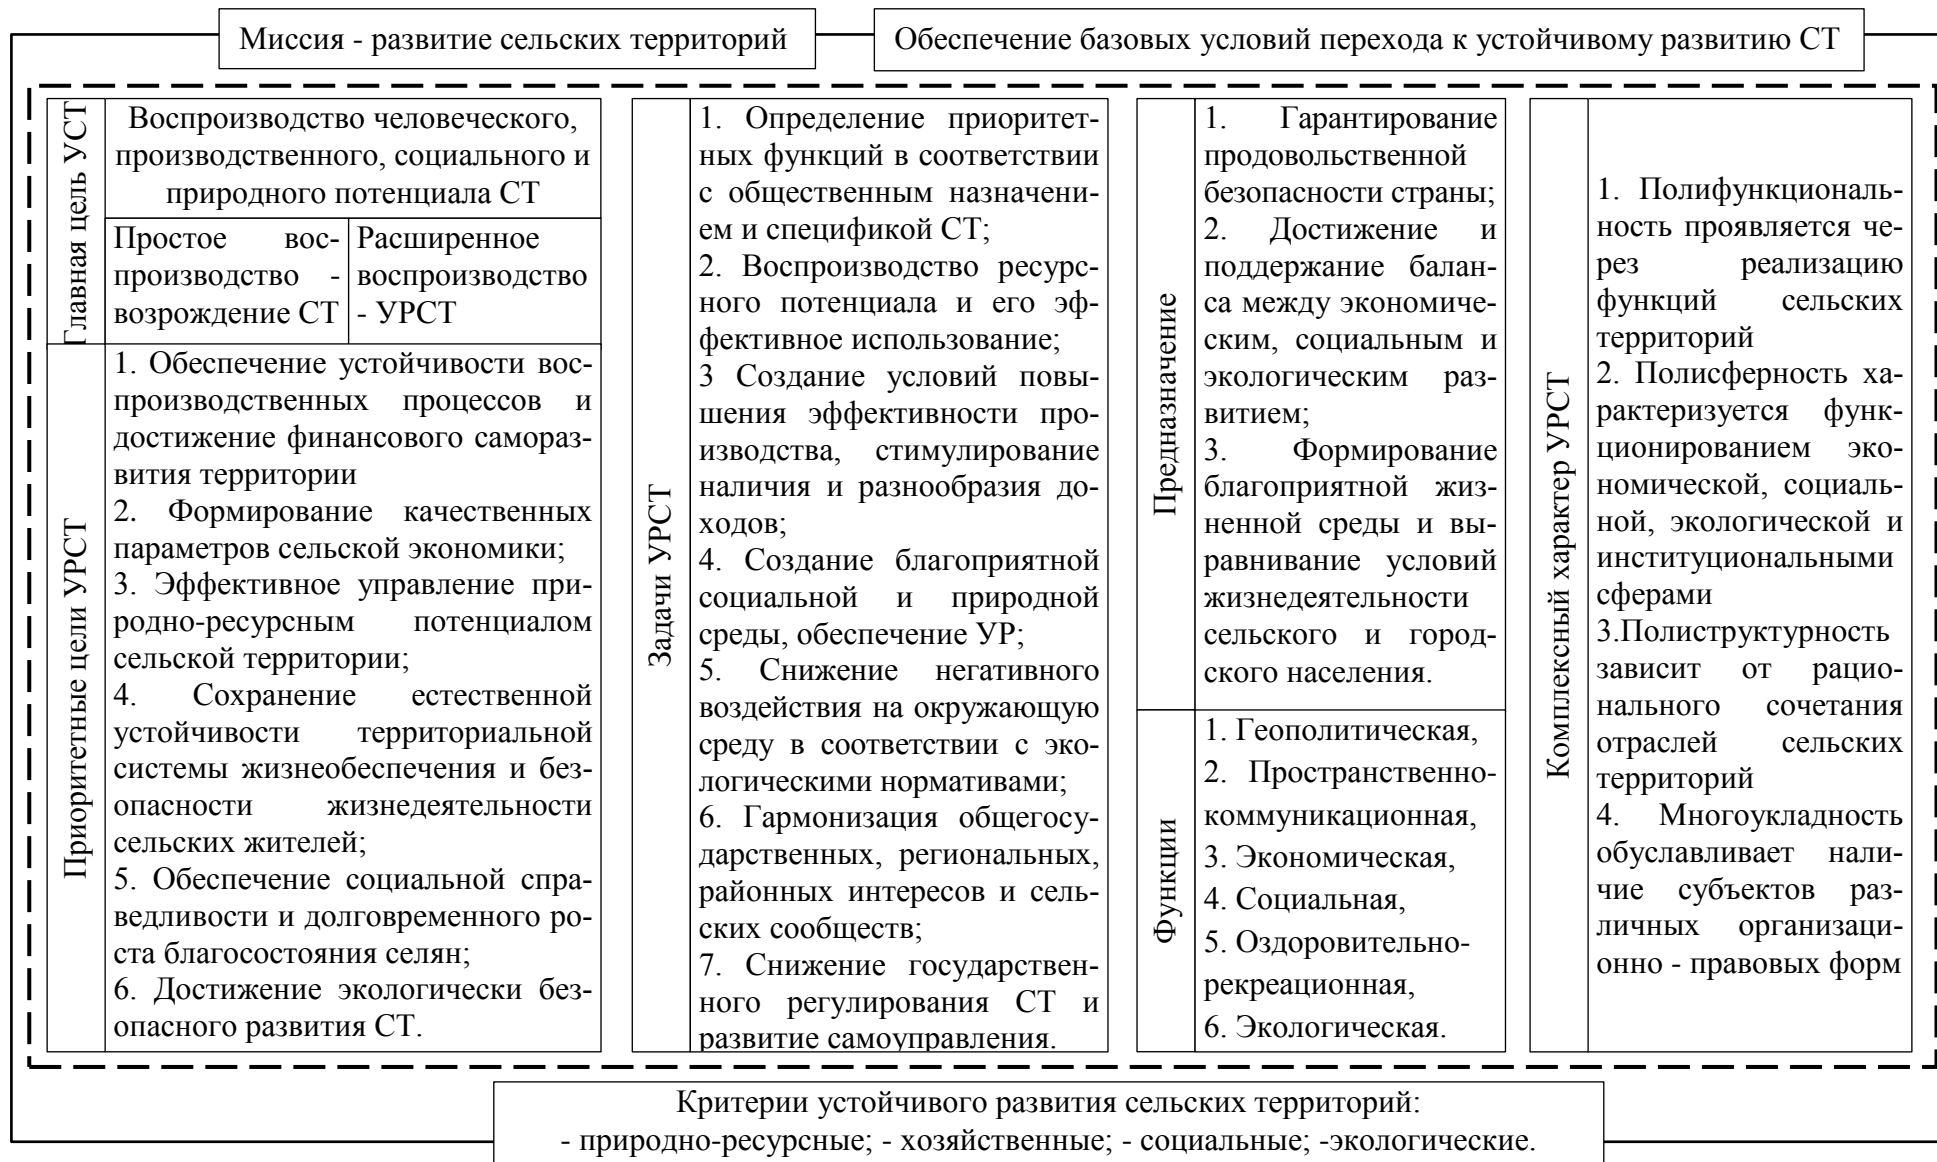 Миссия - развитие сельских территорий
Обеспечение базовых условий перехода к устойчивому развитию СТ
Главная цель УСТ
Воспроизводство человеческого,
производственного, социального и
природного потенциала СТ
Простое вос-
производство -
возрождение СТ
Расширенное
воспроизводство
- УРСТ
Приоритетные цели УРСТ
1. Обеспечение устойчивости вос-
производственных процессов и
достижение финансового самораз-
вития территории
2. Формирование качественных
параметров сельской экономики;
3. Эффективное управление при-
родно-ресурсным потенциалом
сельской территории;
4. Сохранение естественной
устойчивости территориальной
системы жизнеобеспечения и без-
опасности жизнедеятельности
сельских жителей;
5. Обеспечение социальной спра-
ведливости и долговременного ро-
ста благосостояния селян;
6. Достижение экологически без-
опасного развития СТ.
Задачи УРСТ
1. Определение приоритет-
ных функций в соответствии
с общественным назначени-
ем и спецификой СТ;
2. Воспроизводство ресурс-
ного потенциала и его эф-
фективное использование;
3 Создание условий повы-
шения эффективности про-
изводства, стимулирование
наличия и разнообразия до-
ходов;
4. Создание благоприятной
социальной и природной
среды, обеспечение УР;
5. Снижение негативного
воздействия на окружающую
среду в соответствии с эко-
логическими нормативами;
6. Гармонизация общегосу-
дарственных, региональных,
районных интересов и сель-
ских сообществ;
7. Снижение государствен-
ного регулирования СТ и
развитие самоуправления.
Предназначение
1. Гарантирование
продовольственной
безопасности страны;
2. Достижение и
поддержание балан-
са между экономиче-
ским, социальным и
экологическим раз-
витием;
3. Формирование
благоприятной жиз-
ненной среды и вы-
равнивание условий
жизнедеятельности
сельского и город-
ского населения.
Функции
1. Геополитическая,
2. Пространственно-
коммуникационная,
3. Экономическая,
4. Социальная,
5. Оздоровительно-
рекреационная,
6. Экологическая.
Комплексный характер УРСТ
1. Полифункциональ-
ность проявляется че-
рез реализацию
функций сельских
территорий
2. Полисферность ха-
рактеризуется функ-
ционированием эко-
номической, социаль-
ной, экологической и
институциональными
сферами
3.Полиструктурность
зависит от рацио-
нального сочетания
отраслей сельских
территорий
4. Многоукладность
обуславливает нали-
чие субъектов раз-
личных организаци-
онно - правовых форм
Критерии устойчивого развития сельских территорий:
- природно-ресурсные; - хозяйственные; - социальные; -экологические.